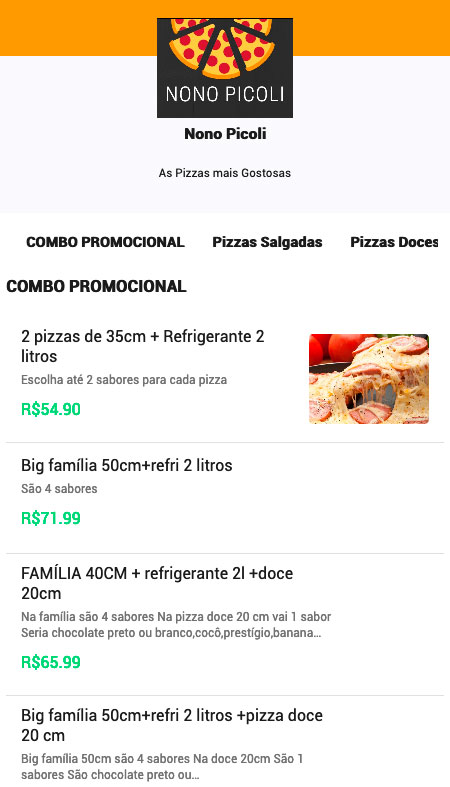 NONO PICOLI
Nono Picoli
As Pizzas mais Gostosas
COMBO PROMOCIONAL Pizzas Salgadas Pizzas Doces
COMBO PROMOCIONAL
2 pizzas de 35cm + Refrigerante 2
litros
Escolha até 2 sabores para cada pizza
R$54.90
Big família 50cm+refri 2 litros
São 4 sabores
R$71.99
FAMÍLIA 40CM + refrigerante 2l +doce
20cm
Na família são 4 sabores Na pizza doce 20 cm vai 1 sabor
Seria chocolate preto ou branco,cocô,prestígio,banana...
R$65.99
Big família 50cm+refri 2 litros +pizza doce
20 cm
Big família 50cm são 4 sabores Na doce 20cm São 1
sabores São chocolate preto ou...